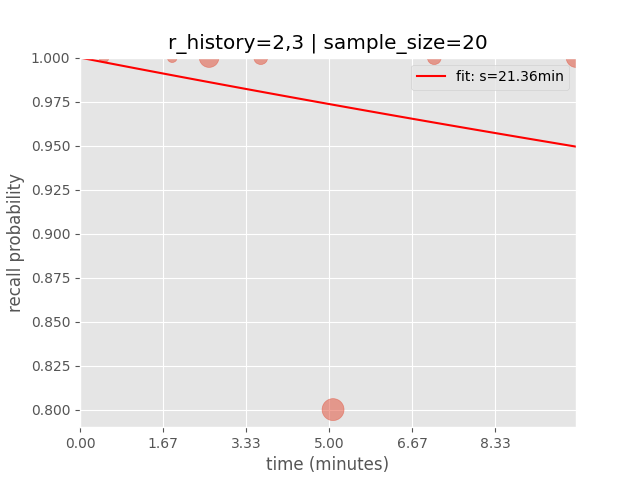 r_history=2,3 | sample_size=20
1.000
0.975
0.950
0.925
0.900
0.875
0.850
0.825
0.800
recall probability
fit: s=21.36min
0.00 1.67 3.33 5.00 6.67 8.33
time (minutes)